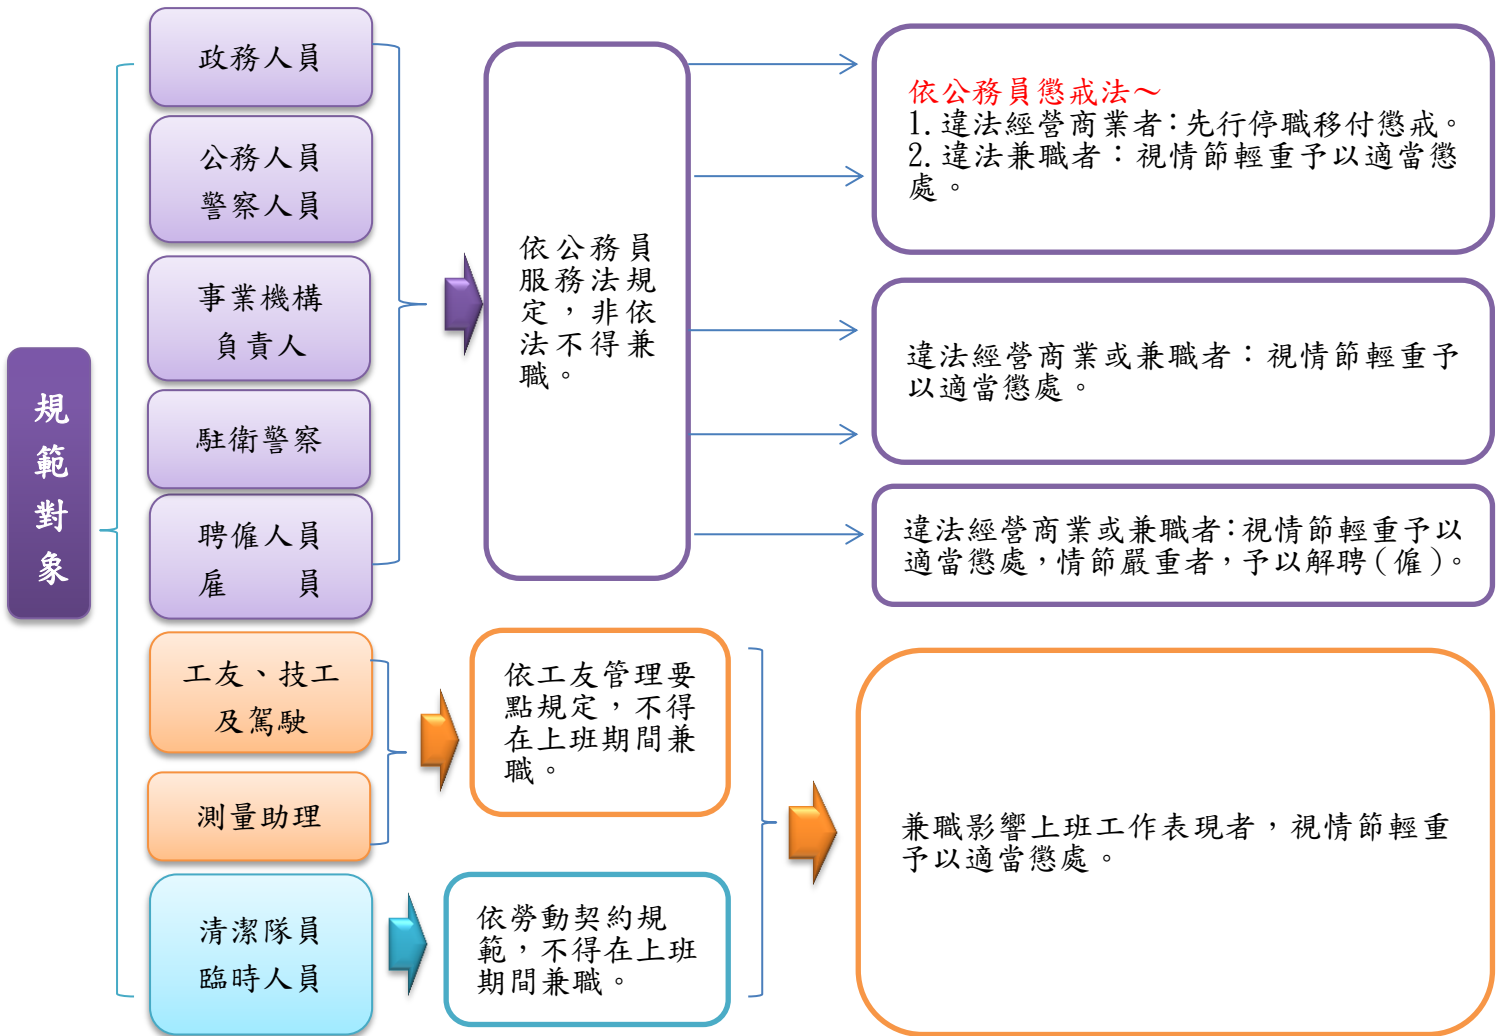 規
範
對
象
政務人員
公務人員
警察人員
事業機構
負責人
駐衛警察
聘僱人員
雇　　員
工友、技工
及駕駛
測量助理
清潔隊員
臨時人員
依公務員
服務法規
定，非依
法不得兼
職。
依工友管理要
點規定，不得
在上班期間兼
職。
依勞動契約規
範，不得在上班
期間兼職。
依公務員懲戒法～
1.違法經營商業者：先行停職移付懲戒。
2.違法兼職者：視情節輕重予以適當懲
處。
違法經營商業或兼職者：視情節輕重予
以適當懲處。
違法經營商業或兼職者：視情節輕重予以
適當懲處，情節嚴重者，予以解聘(僱)。
兼職影響上班工作表現者，視情節輕重
予以適當懲處。